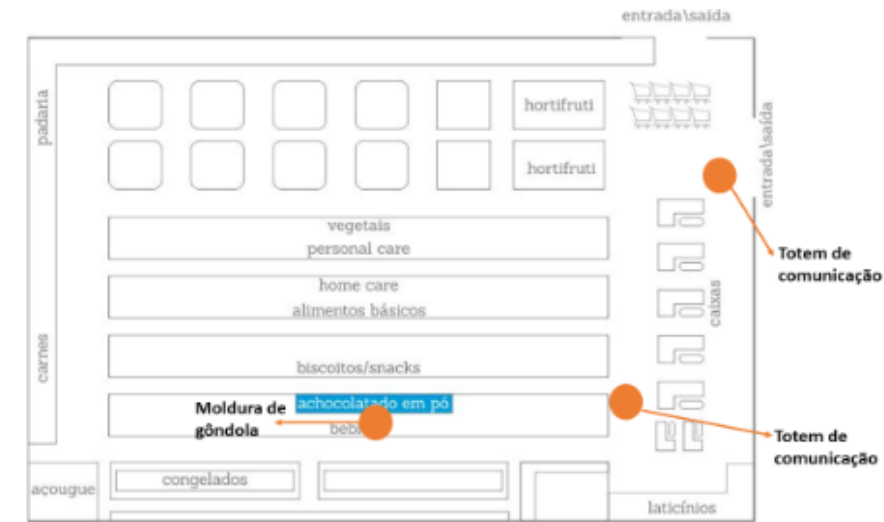 entrada\saída
padaria
hortifruti
hortifruti
entrada\saída
vegetais
personal care
Totem de
comunicação
home care
alimentos básicos
caixas
carnes
biscoitos/snacks
achocolatado em pó
Moldura de
gôndola
Totem de
comunicação
açougue
congelados
laticínios